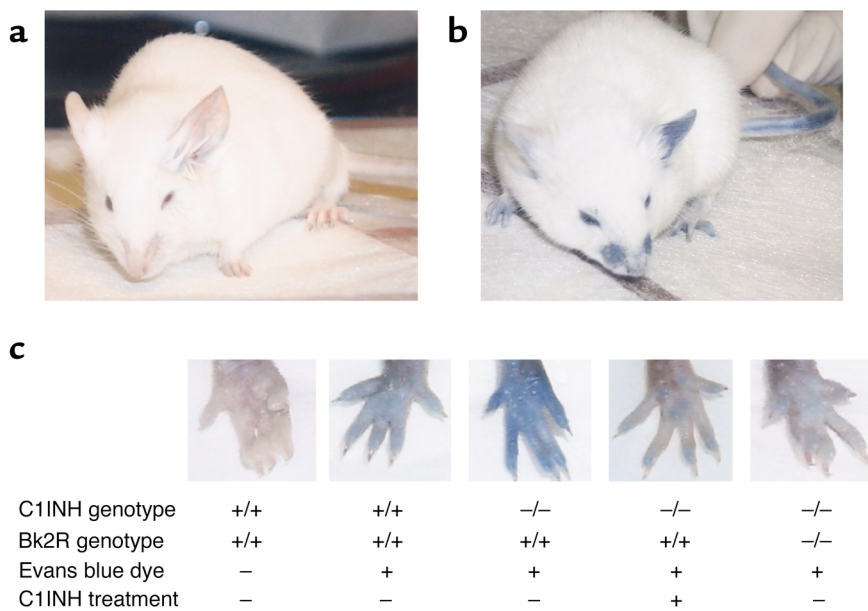 a
b
c
C1INH genotype +/+ +/+ –/– –/– –/–
Bk2R genotype +/+ +/+ +/+ +/+ –/–
Evans blue dye – + + + +
C1INH treatment – – – + –